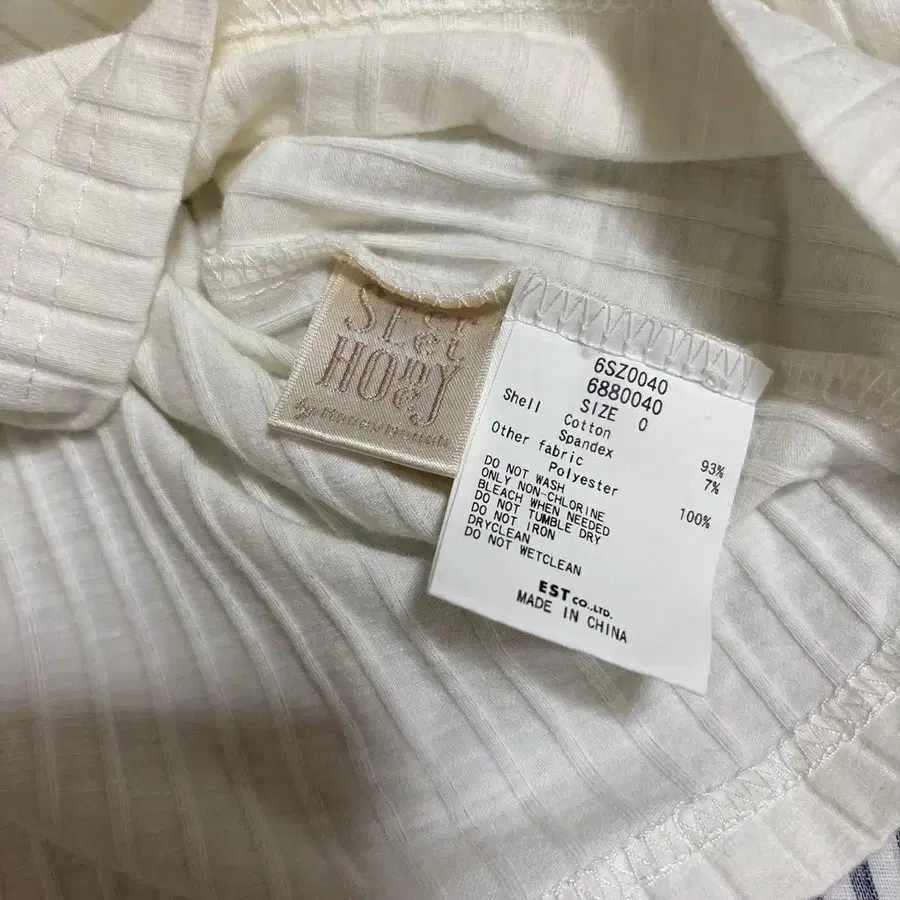 HONEY
6SZ0040
6880040
SIZE 0
Shell
Cotton 93%
Spandex 7%
Other fabric
Polyester 100%
DO NOT WASH
ONLY NON-CHLORINE
BLEACH WHEN NEEDED
DO NOT TUMBLE DRY
DO NOT IRON
DRYCLEAN
DO NOT WETCLEAN
EST CO.,LTD.
MADE IN CHINA